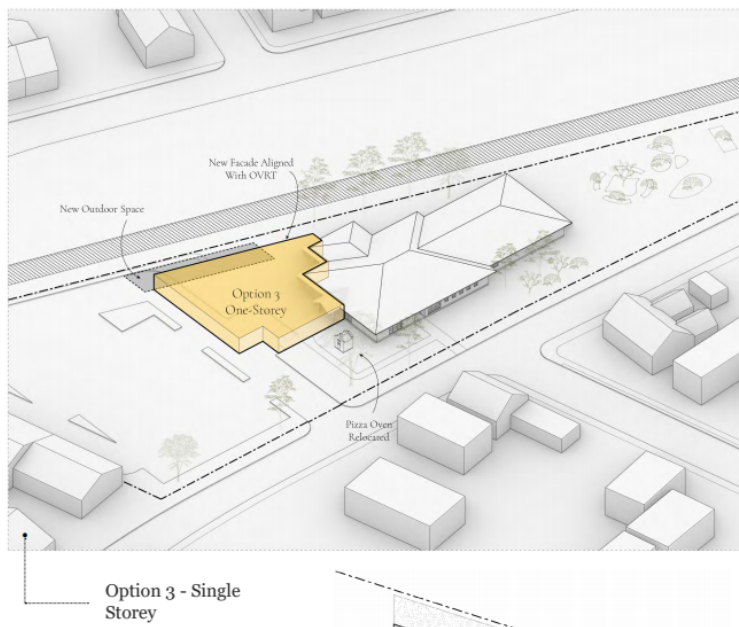 New Facade Aligned
With OVRT
New Outdoor Space
Option 3
One-Storey
Pizza Oven
Relocated
Option 3 - Single
Storey